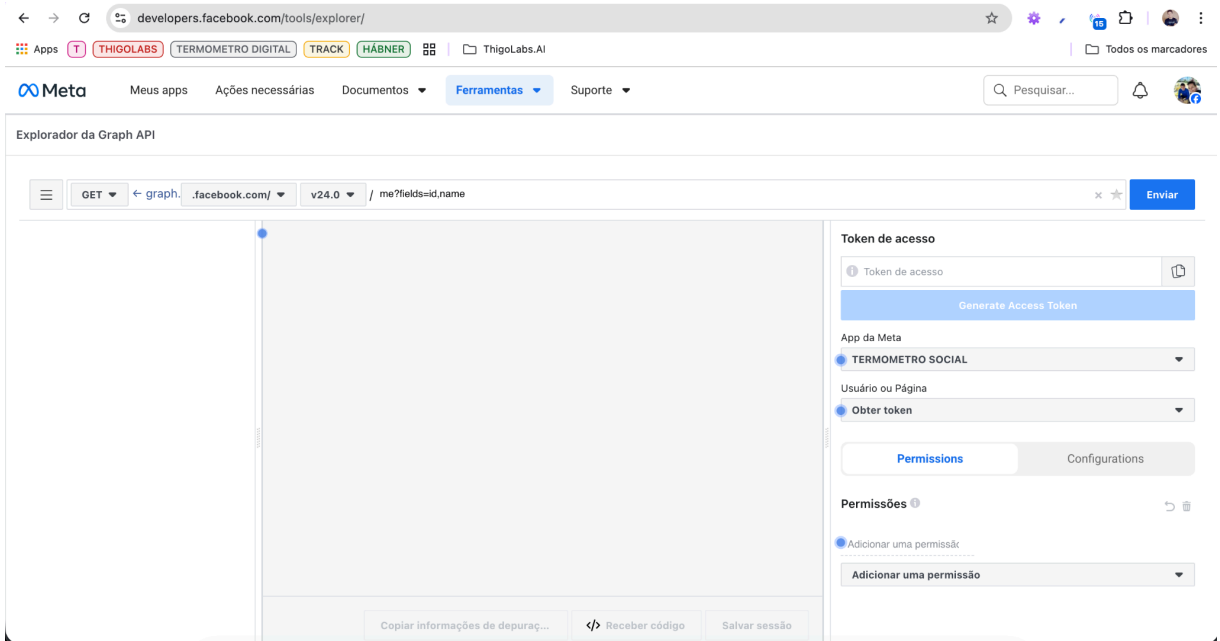 developers.facebook.com/tools/explorer/
15
Apps T THIGOLABS TERMOMETRO DIGITAL TRACK HÁBNER ThigoLabs.AI Todos os marcadores
Meta Meus apps Ações necessárias Documentos Ferramentas Suporte Pesquisar...
Explorador da Graph API
GET graph. .facebook.com/ v24.0 / me?fields=id,name Enviar
Token de acesso
Token de acesso
Generate Access Token
App da Meta
TERMOMETRO SOCIAL
Usuário ou Página
Obter token
Permissions Configurations
Permissões
Adicionar uma permissão
Adicionar uma permissão
Copiar informações de depuraç... </> Receber código Salvar sessão